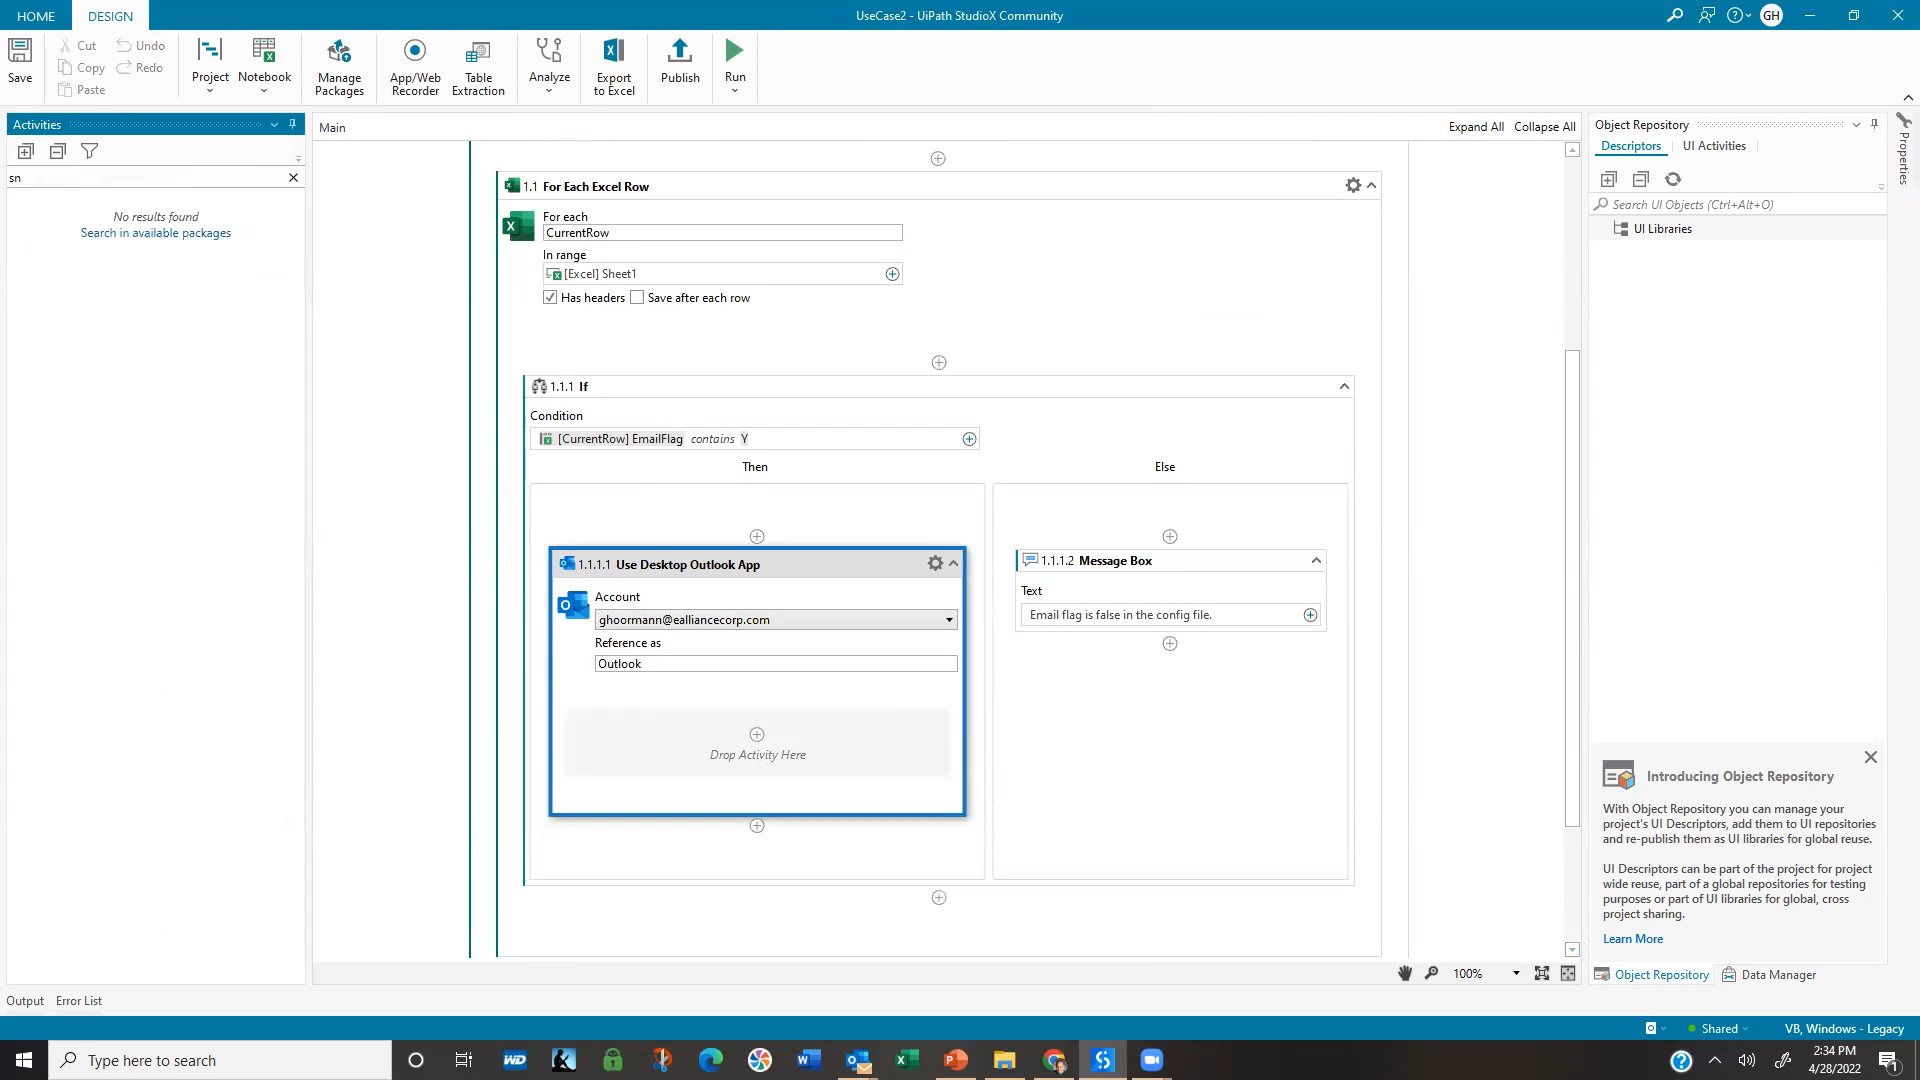 HOME
DESIGN
UseCase2 - UiPath StudioX Community
GH
Save
Cut
Copy
Paste
Undo
Redo
Project
Notebook
Manage
Packages
App/Web
Recorder
Table
Extraction
Analyze
Export
to Excel
Publish
Run
Activities
sn
No results found
Search in available packages
Main
Expand All
Collapse All
1.1 For Each Excel Row
For each
CurrentRow
In range
[Excel] Sheet1
Has headers
Save after each row
1.1.1 If
Condition
[CurrentRow] EmailFlag contains Y
Then
Else
1.1.1.1 Use Desktop Outlook App
Account
ghoormann@ealliancecorp.com
Reference as
Outlook
Drop Activity Here
1.1.1.2 Message Box
Text
Email flag is false in the config file.
100%
Object Repository
Descriptors
UI Activities
Search UI Objects (Ctrl+Alt+O)
UI Libraries
Properties
Introducing Object Repository
With Object Repository you can manage your
project's UI Descriptors, add them to UI repositories
and re-publish them as UI libraries for global reuse.
UI Descriptors can be part of the project for project
wide reuse, part of a global repositories for testing
purposes or part of UI libraries for global, cross
project sharing.
Learn More
Object Repository
Data Manager
Output
Error List
Shared
VB, Windows - Legacy
Type here to search
WD
2:34 PM
4/28/2022
1